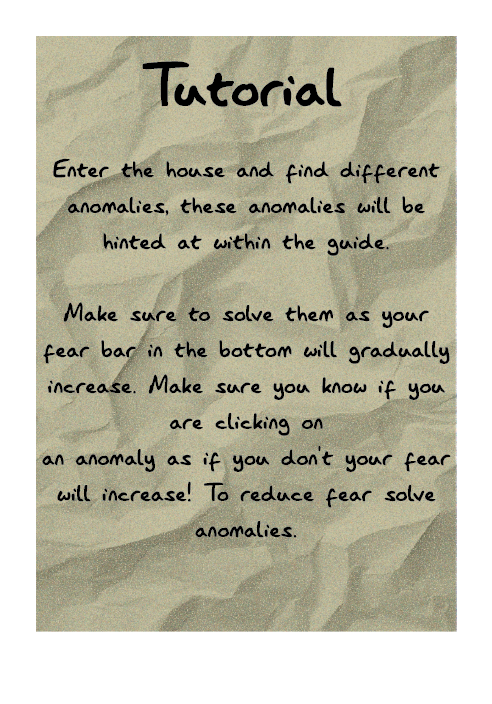 Tutorial
Enter the house and find different
anomalies, these anomalies will be
hinted at within the guide.
Make sure to solve them as your
fear bar in the bottom will gradually
increase. Make sure you know if you
are clicking on
an anomaly as if you don't your fear
will increase! To reduce fear solve
anomalies.